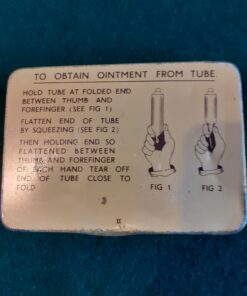 TO OBTAIN OINTMENT FROM TUBE.
HOLD TUBE AT FOLDED END
BETWEEN THUMB AND
FOREFINGER (SEE FIG 1)
FLATTEN END OF TUBE
BY SQUEEZING (SEE FIG 2)
THEN HOLDING END SO
FLATTENED BETWEEN
THUMB AND FOREFINGER
OF EACH HAND TEAR OFF
END OF TUBE CLOSE TO
FOLD
FIG 1.
FIG 2
II